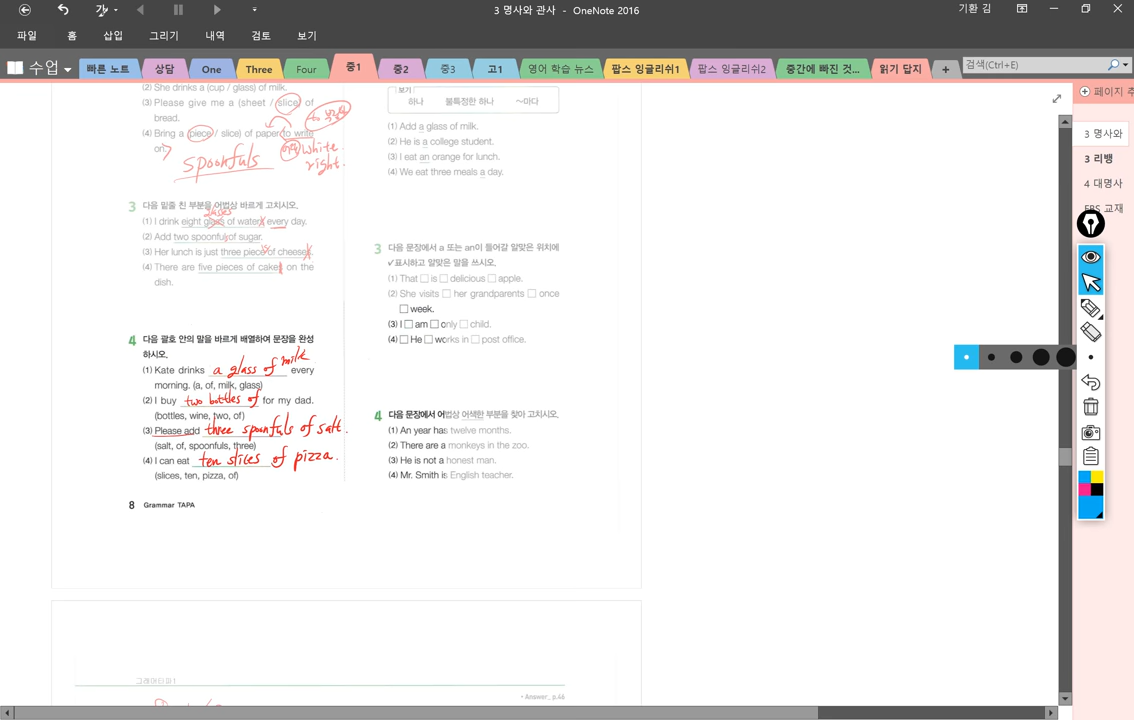 3 명사와 관사 - OneNote 2016
기환 김
파일 홈 삽입 그리기 내역 검토 보기
수업 빠른 노트 상담 One Three Four 중1 중2 중3 고1 영어 학습 뉴스 팝스 잉글리쉬1 팝스 잉글리쉬2 중간에 빠진 것... 읽기 답지 + 검색(Ctrl+E)
페이지 추
3 명사와
3 리뱅
4 대명사
EBS 교재
(2) She drinks a (cup / glass) of milk.
(3) Please give me a (sheet / slice) of
bread.
(4) Bring a (piece / slice) of paper to write
on.
spoonfuls
white
right
3 다음 밑줄 친 부분을 어법상 바르게 고치시오.
glasses
(1) I drink eight glass of water every day.
(2) Add two spoonful of sugar.
(3) Her lunch is just three piece of cheese.
(4) There are five pieces of cake on the
dish.
4 다음 괄호 안의 말을 바르게 배열하여 문장을 완성
하시오.
(1) Kate drinks a glass of milk every
morning. (a, of, milk, glass)
(2) I buy two bottles of for my dad.
(bottles, wine, two, of)
(3) Please add three spoonfuls of salt.
(salt, of, spoonfuls, three)
(4) I can eat ten slices of pizza.
(slices, ten, pizza, of)
8 Grammar TAPA
보기
하나 불특정한 하나 ~마다
(1) Add a glass of milk.
(2) He is a college student.
(3) I eat an orange for lunch.
(4) We eat three meals a day.
3 다음 문장에서 a 또는 an이 들어갈 알맞은 위치에
✓표시하고 알맞은 말을 쓰시오.
(1) That □ is □ delicious □ apple.
(2) She visits □ her grandparents □ once
□ week.
(3) I □ am □ only □ child.
(4) □ He □ works in □ post office.
4 다음 문장에서 어법상 어색한 부분을 찾아 고치시오.
(1) An year has twelve months.
(2) There are a monkeys in the zoo.
(3) He is not a honest man.
(4) Mr. Smith is English teacher.
그래머타파1
• Answer, p.46